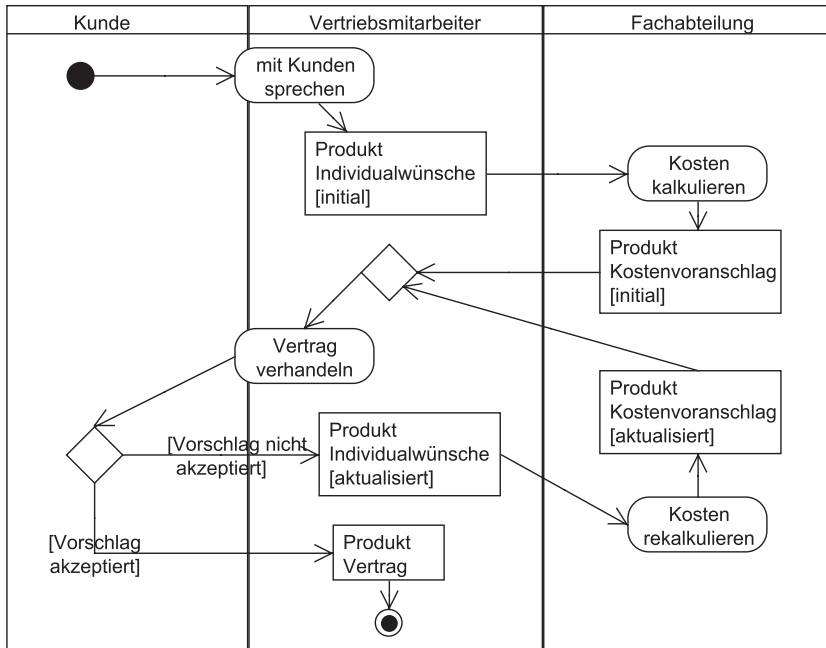 Kunde
Vertriebsmitarbeiter
Fachabteilung
mit Kunden
sprechen
Produkt
Individualwünsche
[initial]
Kosten
kalkulieren
Produkt
Kostenvoranschlag
[initial]
Vertrag
verhandeln
Produkt
Kostenvoranschlag
[aktualisiert]
[Vorschlag nicht
akzeptiert]
Produkt
Individualwünsche
[aktualisiert]
Kosten
rekalkulieren
[Vorschlag
akzeptiert]
Produkt
Vertrag